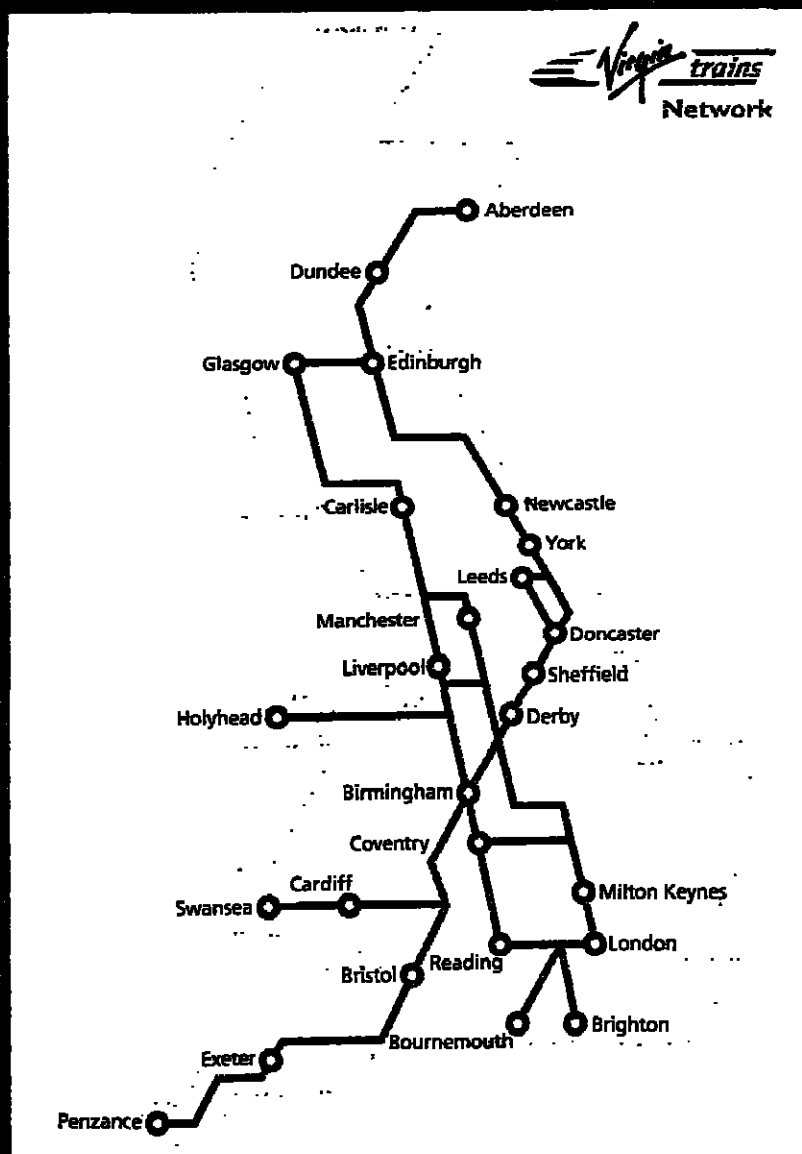 Virgin trains
Network
Aberdeen
Dundee
Glasgow
Edinburgh
Carlisle
Newcastle
York
Leeds
Manchester
Doncaster
Liverpool
Sheffield
Holyhead
Derby
Birmingham
Coventry
Cardiff
Swansea
Milton Keynes
Reading
London
Bristol
Bournemouth
Brighton
Exeter
Penzance